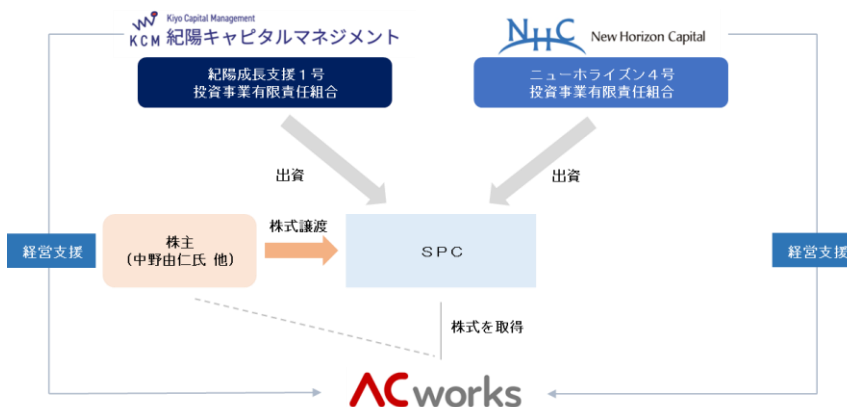 Kiyo Capital Management
KCM 紀陽キャピタルマネジメント
NHC New Horizon Capital
紀陽成長支援１号
投資事業有限責任組合
ニューホライズン４号
投資事業有限責任組合
出資
出資
株式譲渡
経営支援
株主
(中野由仁氏 他)
ＳＰＣ
経営支援
株式を取得
ACworks